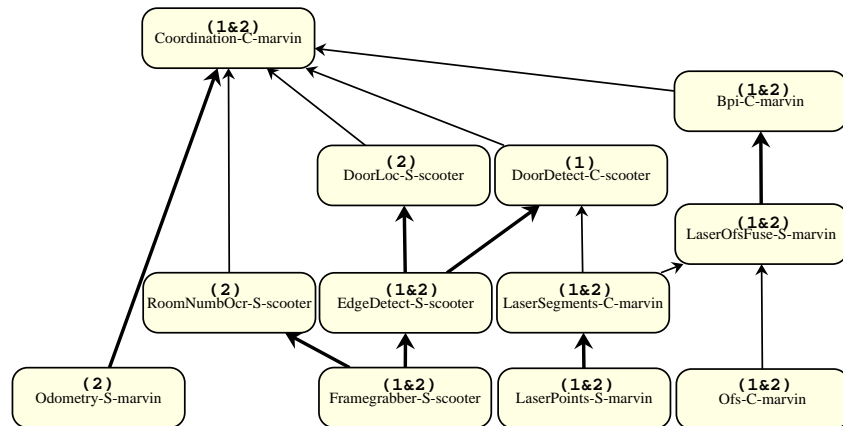 (1&2)
Coordination-C-marvin
(1&2)
Bpi-C-marvin
(2)
DoorLoc-S-scooter
(1)
DoorDetect-C-scooter
(1&2)
LaserOfsFuse-S-marvin
(2)
RoomNumbOcr-S-scooter
(1&2)
EdgeDetect-S-scooter
(1&2)
LaserSegments-C-marvin
(2)
Odometry-S-marvin
(1&2)
Framegrabber-S-scooter
(1&2)
LaserPoints-S-marvin
(1&2)
Ofs-C-marvin